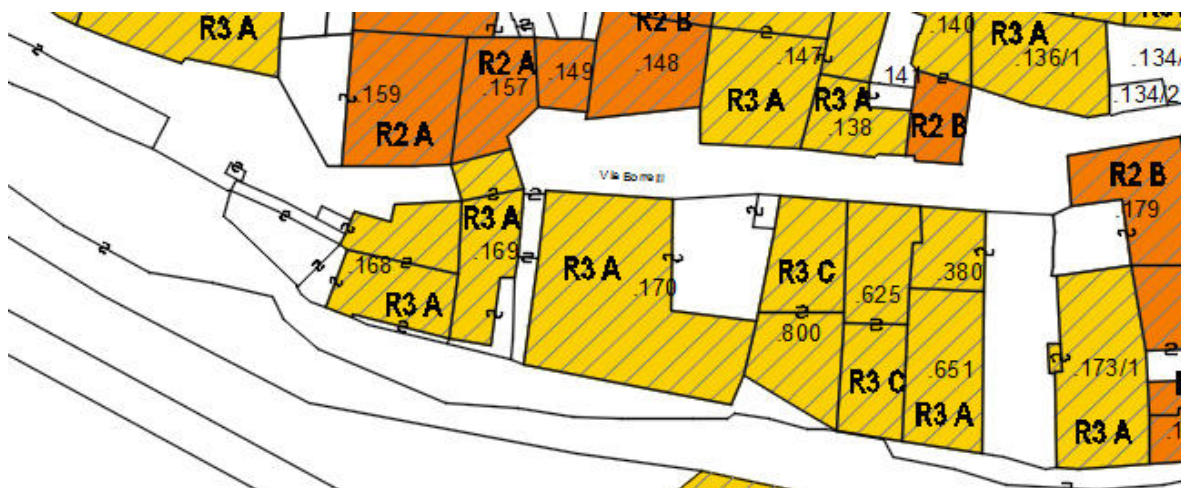 R3 A
R2 B
R3 A
.140
.136/1
.134/
.134/2
R2 A
.157
.149
.148
.147
.141
.159
R2 A
R3 A
R3 A
.138
R2 B
R2 B
.179
R3 A
.169
.168
R3 A
R3 A
.170
R3 C
.625
.380
.800
R3 C
.651
R3 A
.173/1
R3 A